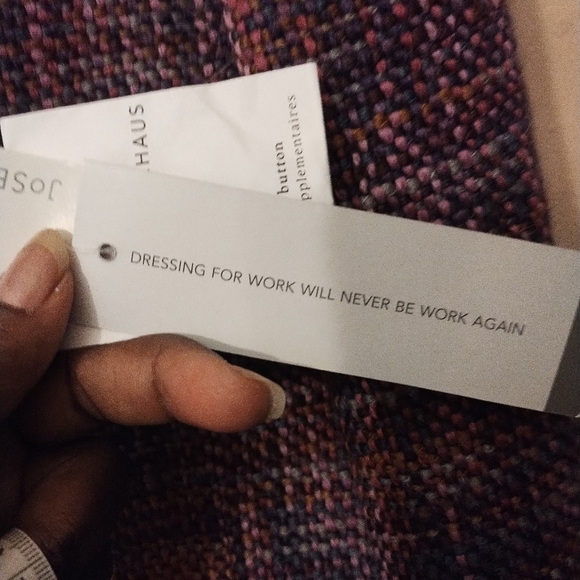 HAUS
button
pplementaires
JOSE
DRESSING FOR WORK WILL NEVER BE WORK AGAIN